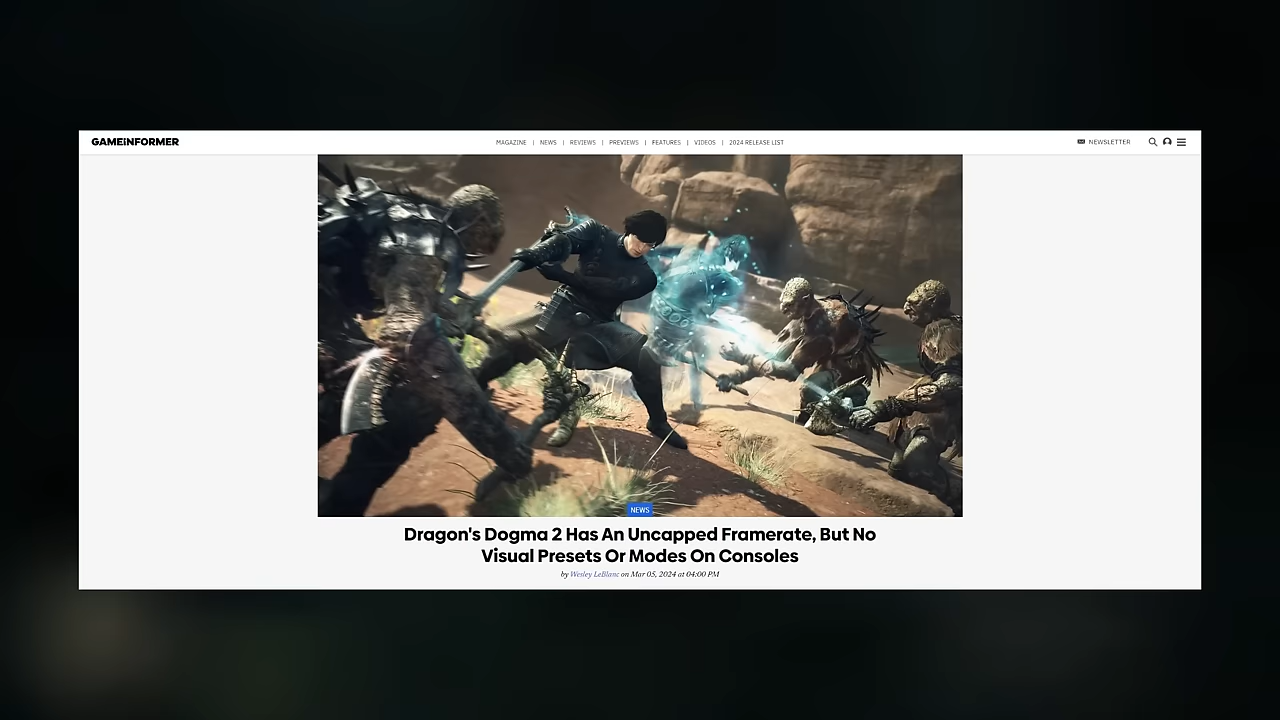 GAMEINFORMER
MAGAZINE | NEWS | REVIEWS | PREVIEWS | FEATURES | VIDEOS | 2024 RELEASE LIST
NEWSLETTER
NEWS
Dragon's Dogma 2 Has An Uncapped Framerate, But No
Visual Presets Or Modes On Consoles
by Wesley LeBlanc on Mar 05, 2024 at 04:00 PM